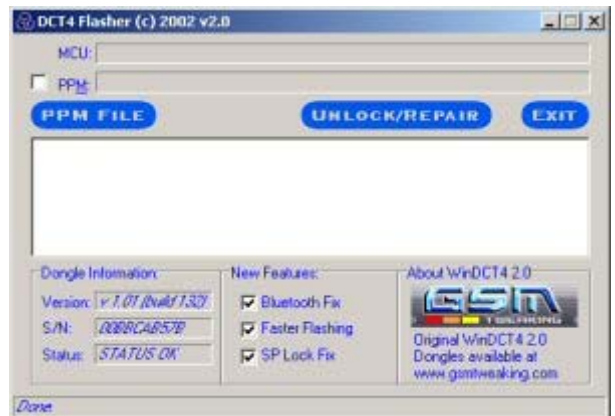 DCT4 Flasher (c) 2002 v2.0
MCU:
PPM:
PPM FILE
UNLOCK/REPAIR
EXIT
Dongle Information:
Version: v 1.01 (build 132)
S/N: 00BBCAB57B
Status: STATUS OK
New Features:
Bluetooth Fix
Faster Flashing
SP Lock Fix
About WinDCT4 2.0
GSM
TWEAKING
Original WinDCT4 2.0
Dongles available at
www.gsmtweaking.com
Done